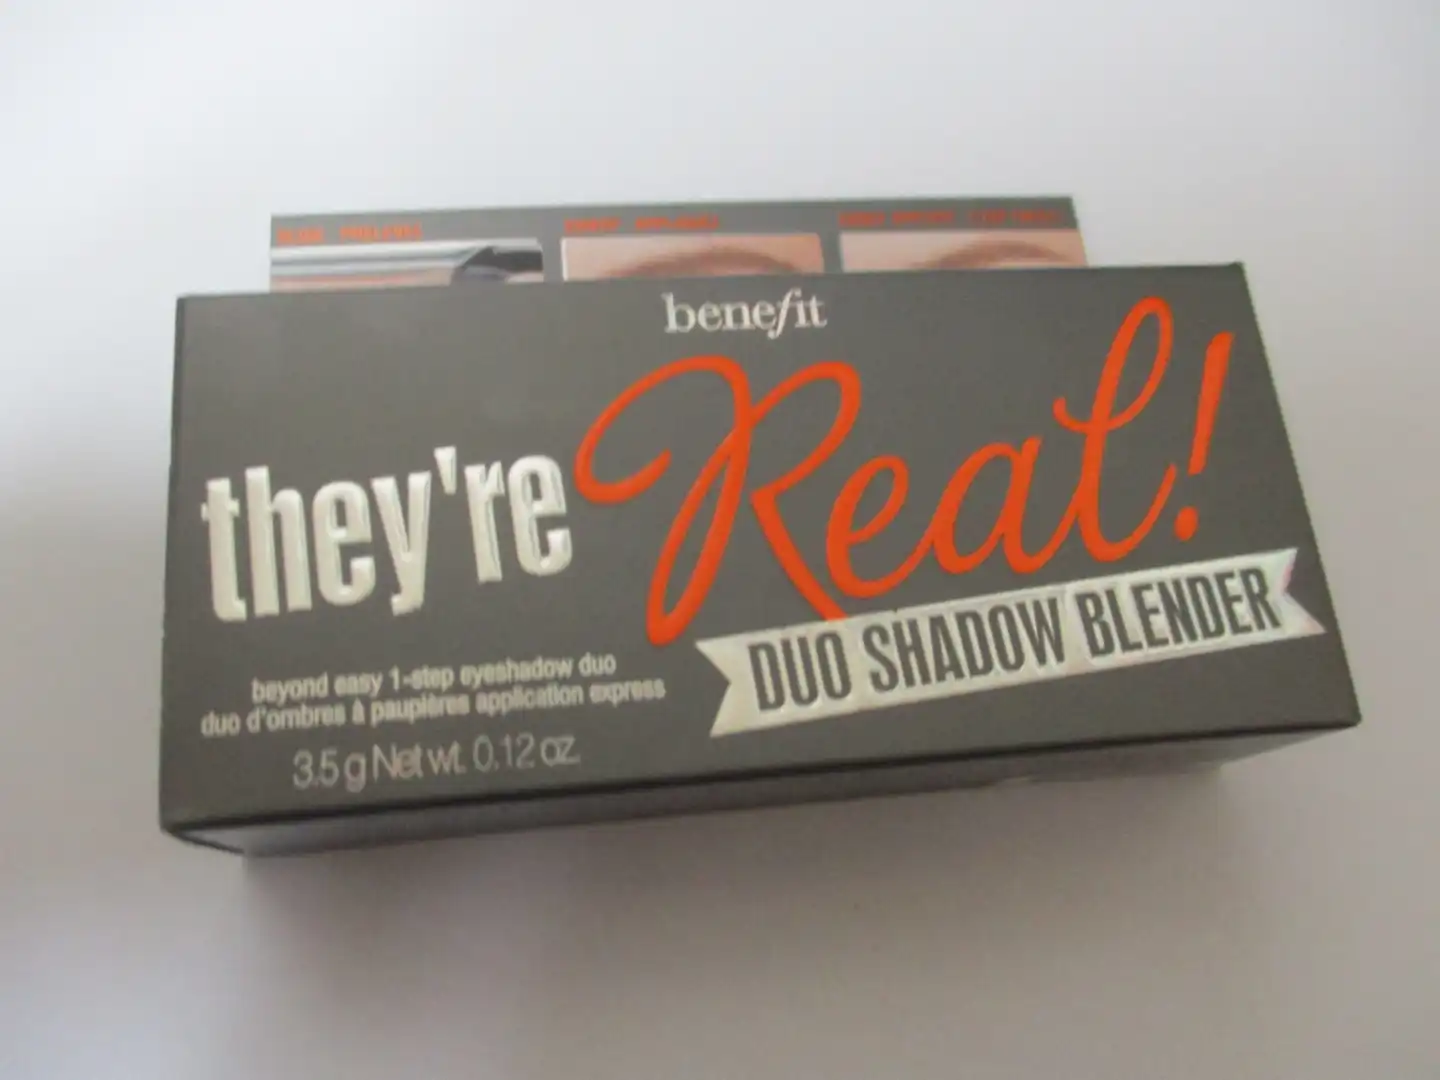 benefit
they're Real!
DUO SHADOW BLENDER
beyond easy 1-step eyeshadow duo
duo d'ombres à paupières application express
3.5 g Net wt. 0.12 oz.